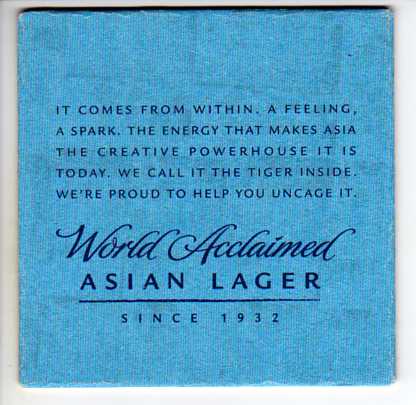 IT COMES FROM WITHIN. A FEELING,
A SPARK. THE ENERGY THAT MAKES ASIA
THE CREATIVE POWERHOUSE IT IS
TODAY. WE CALL IT THE TIGER INSIDE.
WE'RE PROUD TO HELP YOU UNCAGE IT.
World Acclaimed
ASIAN LAGER
SINCE 1932